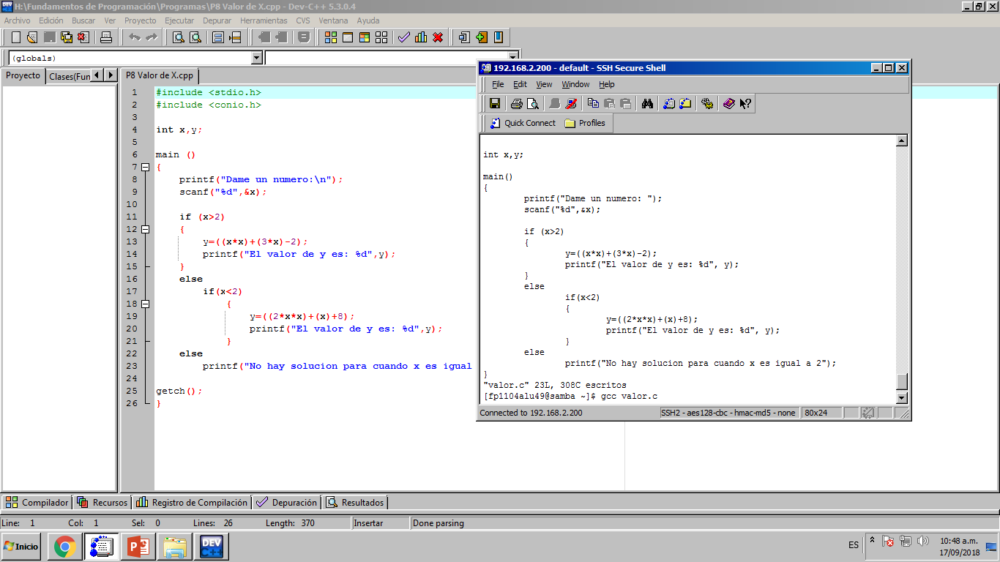 H:\Fundamentos de Programación\Programas\P8 Valor de X.cpp - Dev-C++ 5.3.0.4
Archivo Edición Buscar Ver Proyecto Ejecutar Depurar Herramientas CVS Ventana Ayuda
(globals)
Proyecto Clases(Fun
P8 Valor de X.cpp
1 #include <stdio.h>
2 #include <conio.h>
3
4 int x,y;
5
6 main ()
7 {
8 printf("Dame un numero:\n");
9 scanf("%d",&x);
10
11 if (x>2)
12 {
13 y=((x*x)+(3*x)-2);
14 printf("El valor de y es: %d",y);
15 }
16 else
17 if(x<2)
18 {
19 y=((2*x*x)+(x)+8);
20 printf("El valor de y es: %d",y);
21 }
22 else
23 printf("No hay solucion para cuando x es igual
24
25 getch();
26 }
192.168.2.200 - default - SSH Secure Shell
File Edit View Window Help
Quick Connect Profiles
int x,y;
main()
{
printf("Dame un numero: ");
scanf("%d",&x);
if (x>2)
{
y=((x*x)+(3*x)-2);
printf("El valor de y es: %d", y);
}
else
if(x<2)
{
y=((2*x*x)+(x)+8);
printf("El valor de y es: %d", y);
}
else
printf("No hay solucion para cuando x es igual a 2");
}
"valor.c" 23L, 308C escritos
[fp1104alu49@samba ~]$ gcc valor.c
Connected to 192.168.2.200 SSH2 - aes128-cbc - hmac-md5 - none 80x24
Compilador Recursos Registro de Compilación Depuración Resultados
Line: 1 Col: 1 Sel: 0 Lines: 26 Length: 370 Insertar Done parsing
Inicio
DEV C++
ES
10:48 a.m.
17/09/2018